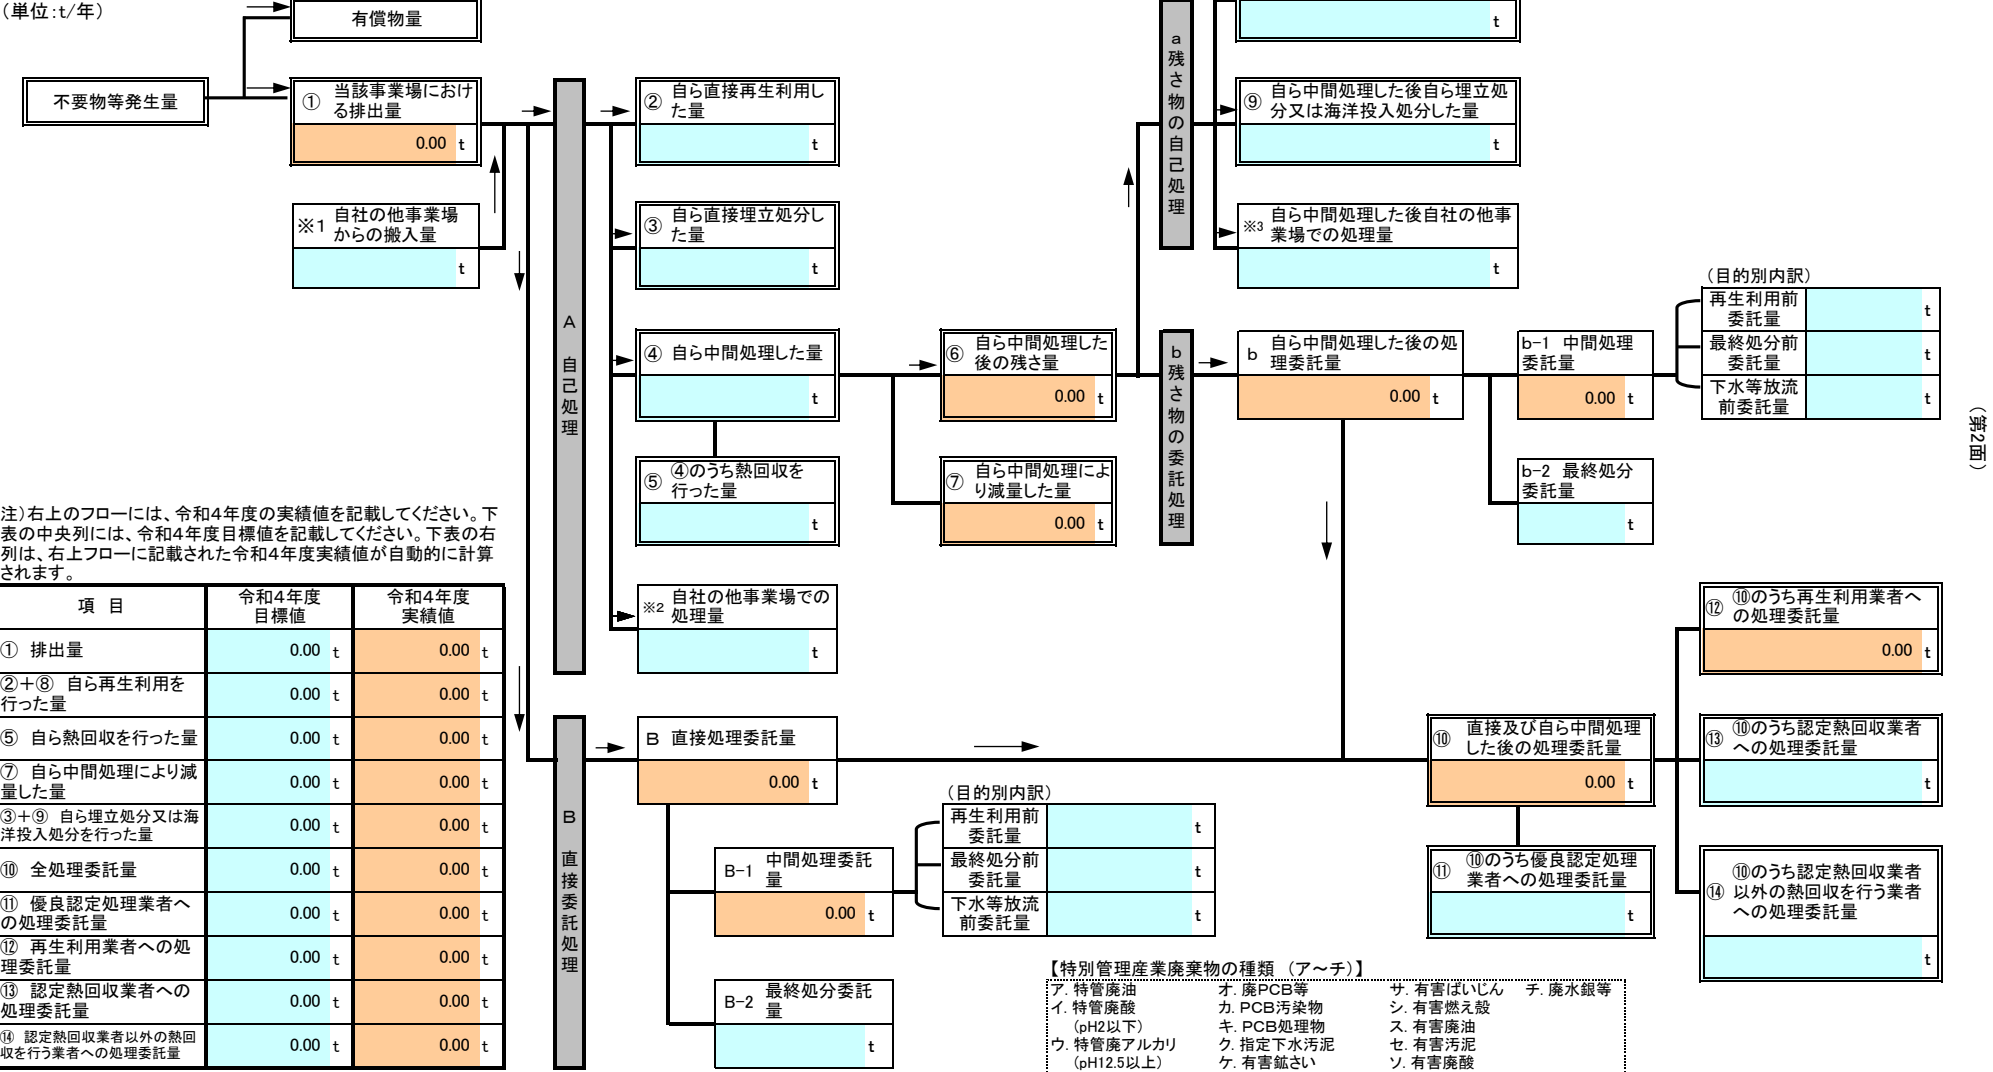 （単位:t/年）
有償物量
t
不要物等発生量
① 当該事業場におけ
る排出量
0.00 t
※1 自社の他事業場
からの搬入量
t
A
自己処理
② 自ら直接再生利用し
た量
t
③ 自ら直接埋立処分し
た量
t
④ 自ら中間処理した量
t
⑤ ④のうち熱回収を
行った量
t
※2 自社の他事業場での
処理量
t
⑥ 自ら中間処理した
後の残さ量
0.00 t
⑦ 自ら中間処理によ
り減量した量
0.00 t
a
残さ物の自己処理
⑨ 自ら中間処理した後自ら埋立処
分又は海洋投入処分した量
t
※3 自ら中間処理した後自社の他事
業場での処理量
t
b
残さ物の委託処理
b 自ら中間処理した後の処
理委託量
0.00 t
b-1 中間処理
委託量
0.00 t
b-2 最終処分
委託量
t
（目的別内訳）
再生利用前
委託量
t
最終処分前
委託量
t
下水等放流
前委託量
t
（第2面）
注)右上のフローには、令和4年度の実績値を記載してください。下
表の中央列には、令和4年度目標値を記載してください。下表の右
列は、右上フローに記載された令和4年度実績値が自動的に計算
されます。
項 目 令和4年度
目標値 令和4年度
実績値
① 排出量 0.00 t 0.00 t
②+⑧ 自ら再生利用を
行った量 0.00 t 0.00 t
⑤ 自ら熱回収を行った量 0.00 t 0.00 t
⑦ 自ら中間処理により減
量した量 0.00 t 0.00 t
③+⑨ 自ら埋立処分又は海
洋投入処分を行った量 0.00 t 0.00 t
⑩ 全処理委託量 0.00 t 0.00 t
⑪ 優良認定処理業者へ
の処理委託量 0.00 t 0.00 t
⑫ 再生利用業者への処
理委託量 0.00 t 0.00 t
⑬ 認定熱回収業者への
処理委託量 0.00 t 0.00 t
⑭ 認定熱回収業者以外の熱回
収を行う業者への処理委託量 0.00 t 0.00 t
B
直接委託処理
B 直接処理委託量
0.00 t
B-1 中間処理委託
量
0.00 t
B-2 最終処分委託
量
t
（目的別内訳）
再生利用前
委託量
t
最終処分前
委託量
t
下水等放流
前委託量
t
⑩ 直接及び自ら中間処理
した後の処理委託量
0.00 t
⑪ ⑩のうち優良認定処理
業者への処理委託量
t
⑫ ⑩のうち再生利用業者へ
の処理委託量
0.00 t
⑬ ⑩のうち認定熱回収業者
への処理委託量
t
⑭ ⑩のうち認定熱回収業者
以外の熱回収を行う業者
への処理委託量
t
【特別管理産業廃棄物の種類 （ア～チ）】
ア. 特管廃油 オ. 廃PCB等 サ. 有害ばいじん チ. 廃水銀等
イ. 特管廃酸 カ. PCB汚染物 シ. 有害燃え殻
（pH2以下） キ. PCB処理物 ス. 有害廃油
ウ. 特管廃アルカリ ク. 指定下水汚泥 セ. 有害汚泥
（pH12.5以上） ケ. 有害鉱さい ソ. 有害廃酸